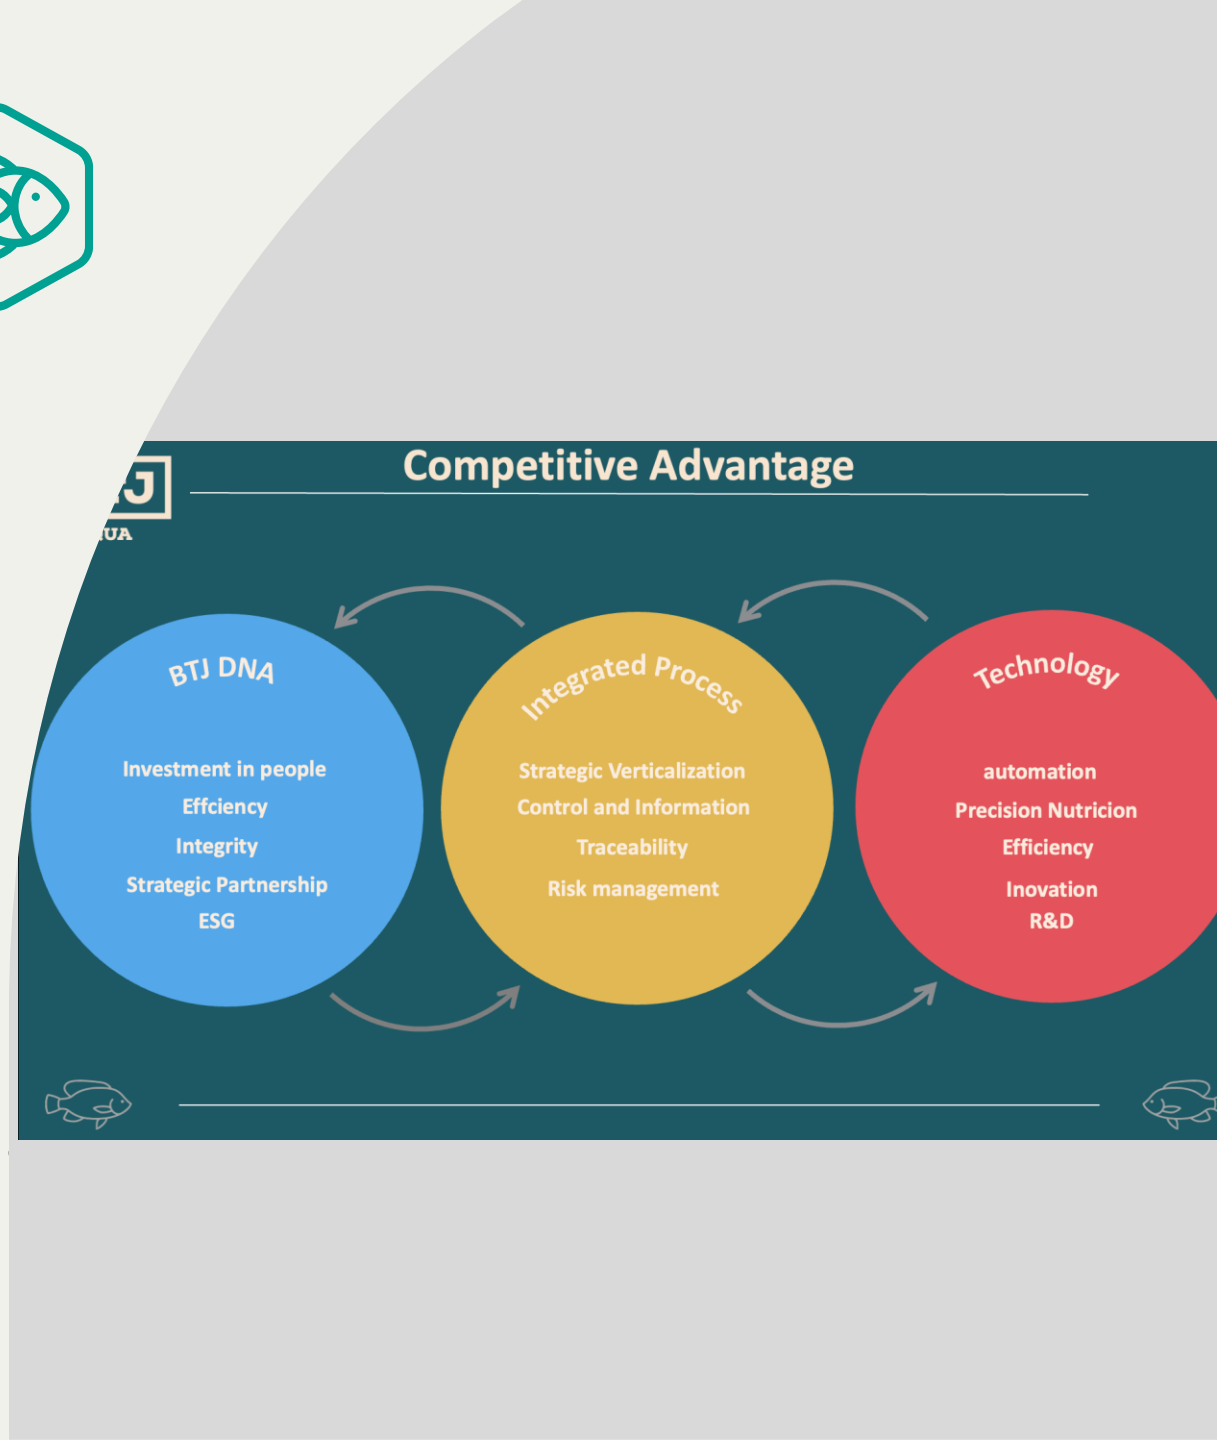 Competitive Advantage
BTJ DNA
Investment in people
Effciency
Integrity
Strategic Partnership
ESG
Integrated Process
Strategic Verticalization
Control and Information
Traceability
Risk management
Technology
automation
Precision Nutricion
Efficiency
Inovation
R&D